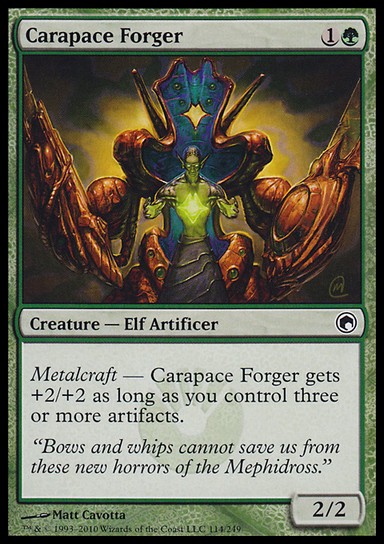 Carapace Forger 1
Creature — Elf Artificer
Metalcraft — Carapace Forger gets
+2/+2 as long as you control three
or more artifacts.
“Bows and whips cannot save us from
these new horrors of the Mephidross.”
2/2
Matt Cavotta
™ & © 1993–2010 Wizards of the Coast LLC 114/249